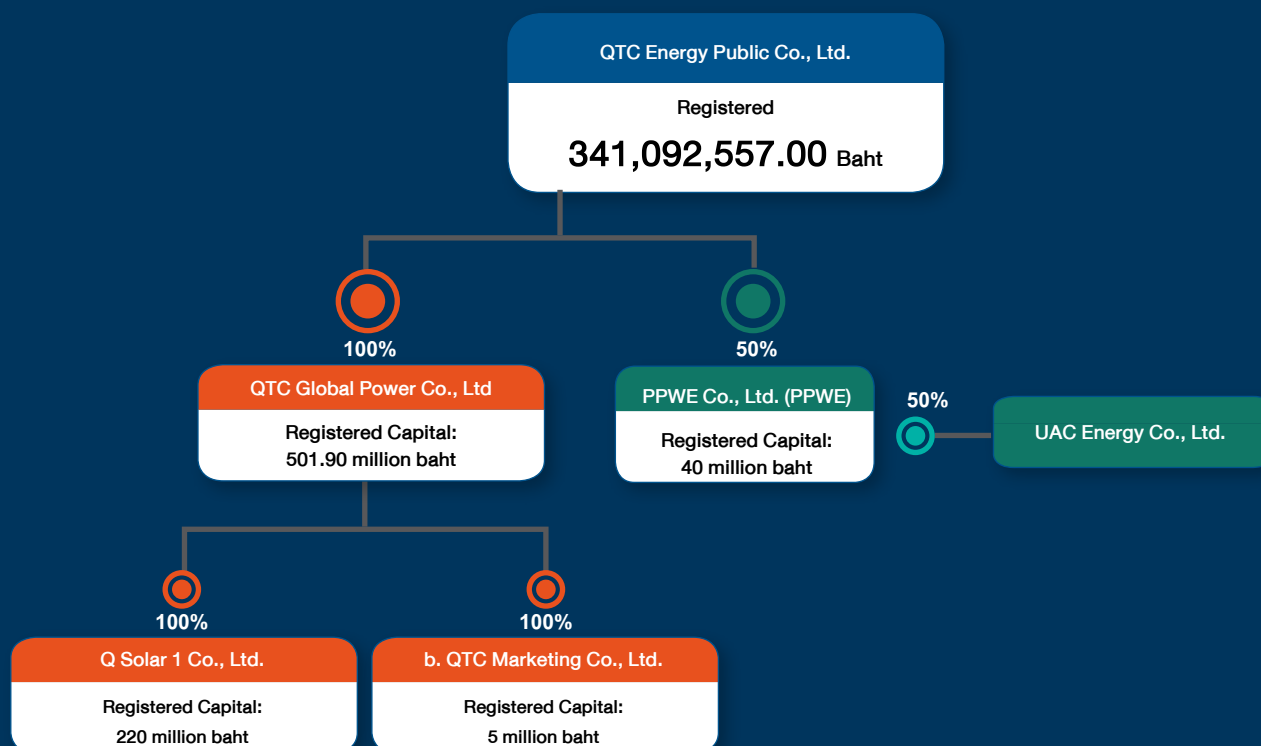 QTC Energy Public Co., Ltd.
Registered
341,092,557.00 Baht
100%
50%
QTC Global Power Co., Ltd
Registered Capital:
501.90 million baht
PPWE Co., Ltd. (PPWE)
Registered Capital:
40 million baht
50%
UAC Energy Co., Ltd.
100%
100%
Q Solar 1 Co., Ltd.
Registered Capital:
220 million baht
b. QTC Marketing Co., Ltd.
Registered Capital:
5 million baht